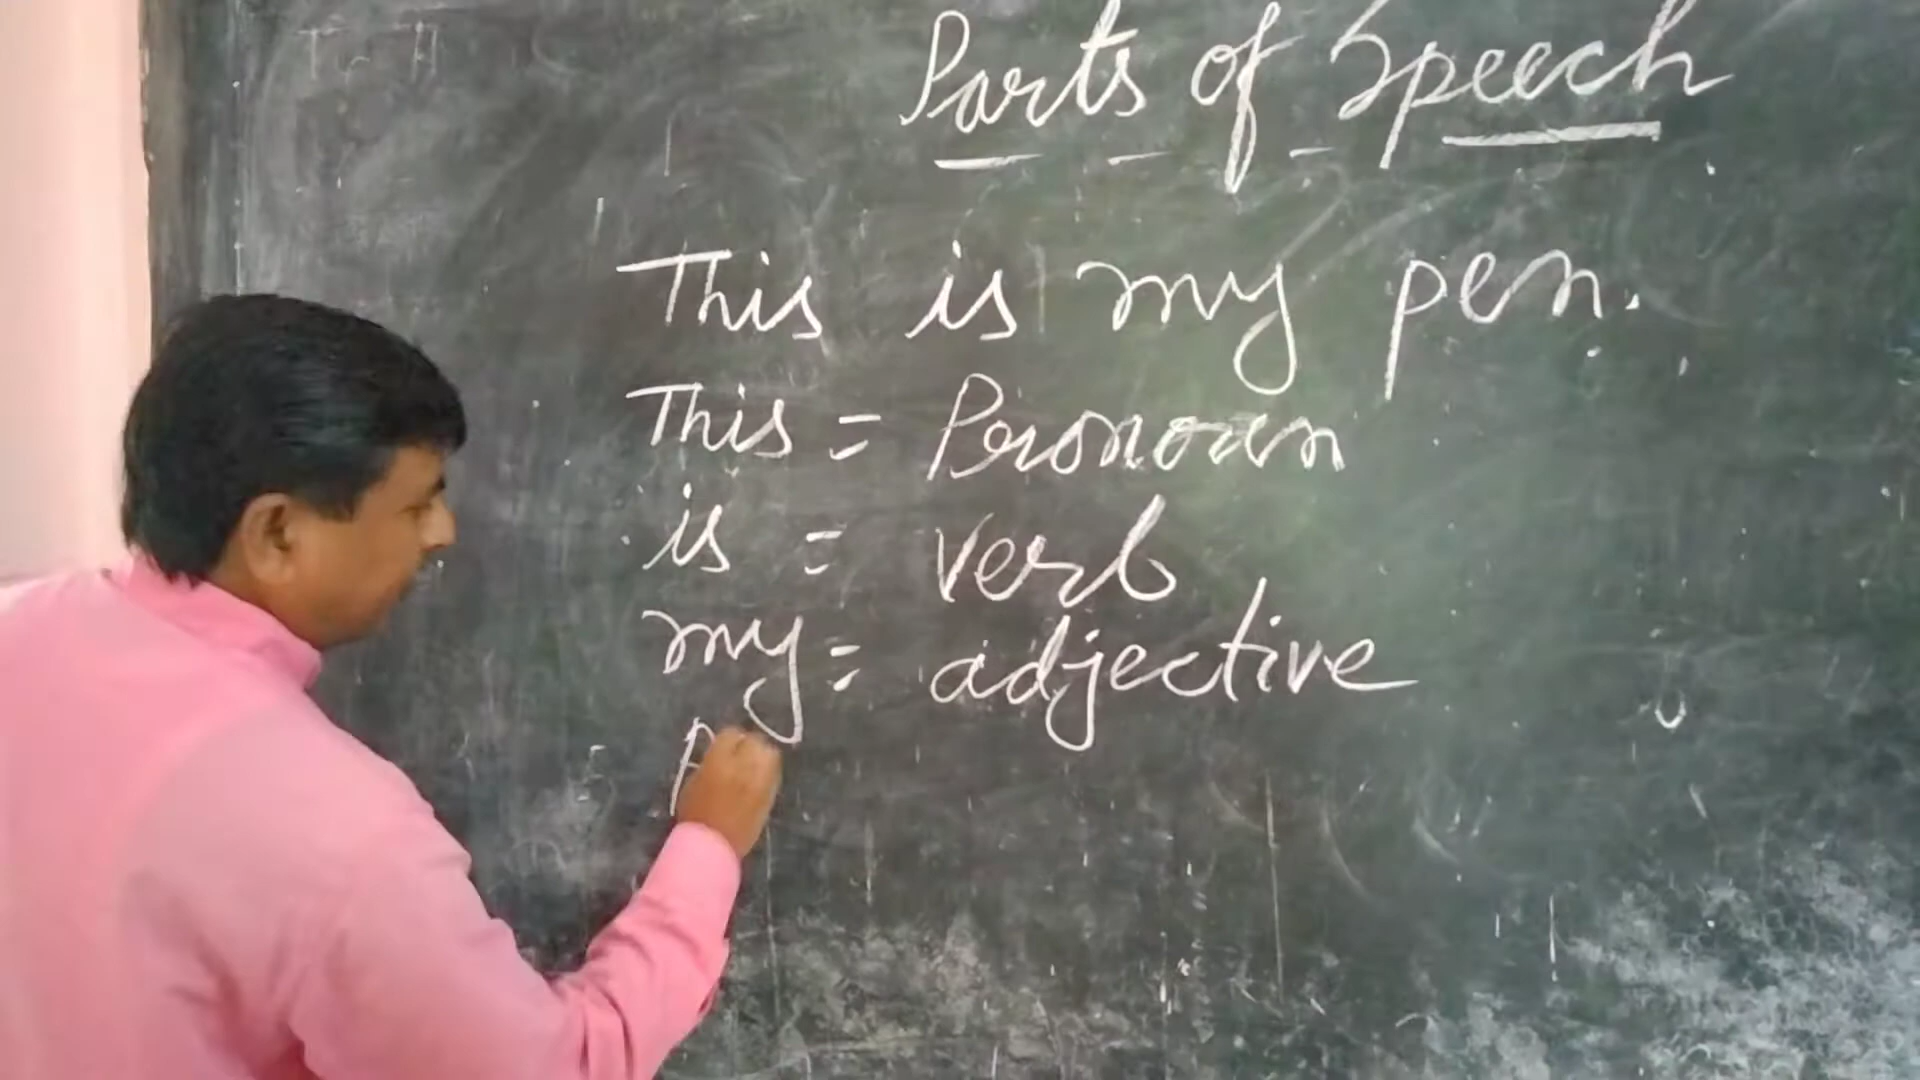 Parts of Speech
This is my pen.
This = Pronoun
is = verb
my = adjective